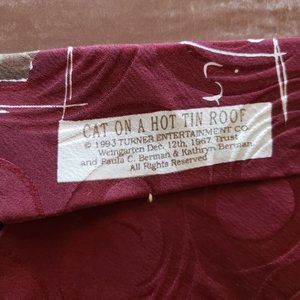 CAT ON A HOT TIN ROOF
© 1993 TURNER ENTERTAINMENT CO.
Weingarten Dec. 12th, 1967 Trust
and Paula C. Berman & Kathryn Berman
All Rights Reserved